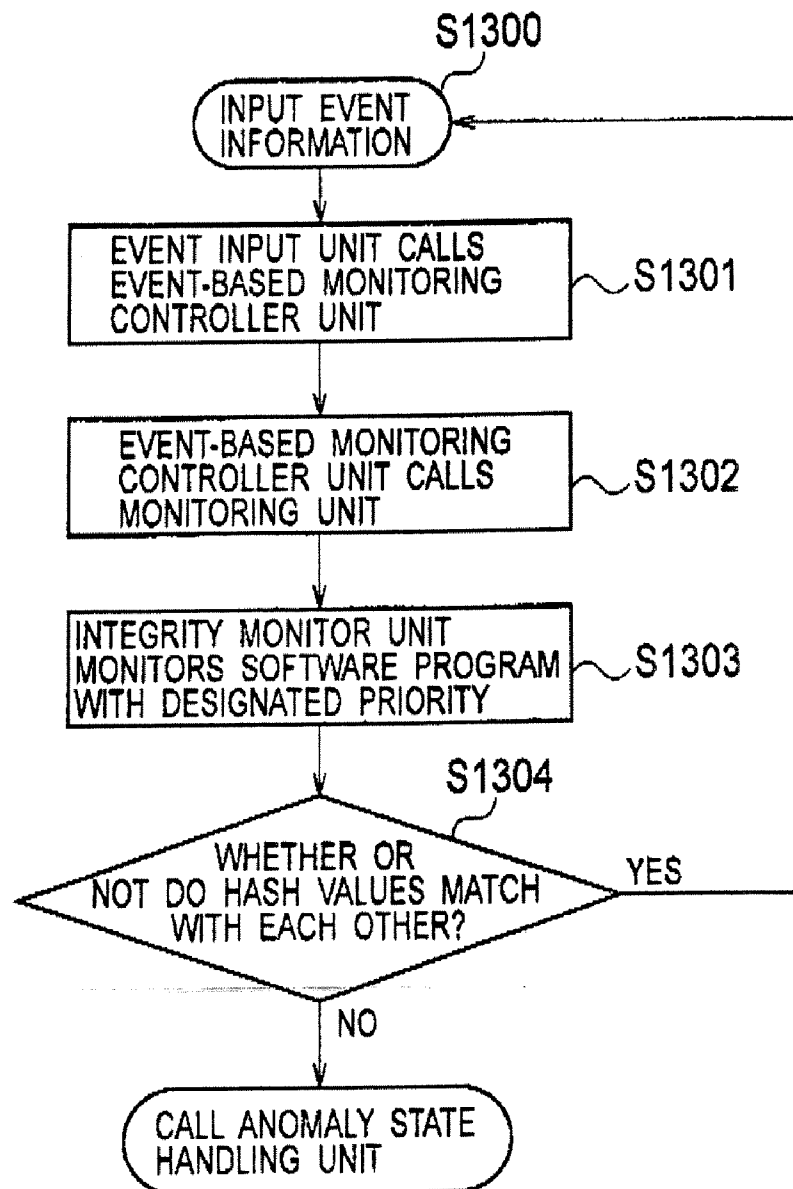 S1300
INPUT EVENT
INFORMATION
EVENT INPUT UNIT CALLS
EVENT-BASED MONITORING
CONTROLLER UNIT
S1301
EVENT-BASED MONITORING
CONTROLLER UNIT CALLS
MONITORING UNIT
S1302
INTEGRITY MONITOR UNIT
MONITORS SOFTWARE PROGRAM
WITH DESIGNATED PRIORITY
S1303
S1304
WHETHER OR
NOT DO HASH VALUES MATCH
WITH EACH OTHER?
YES
NO
CALL ANOMALY STATE
HANDLING UNIT